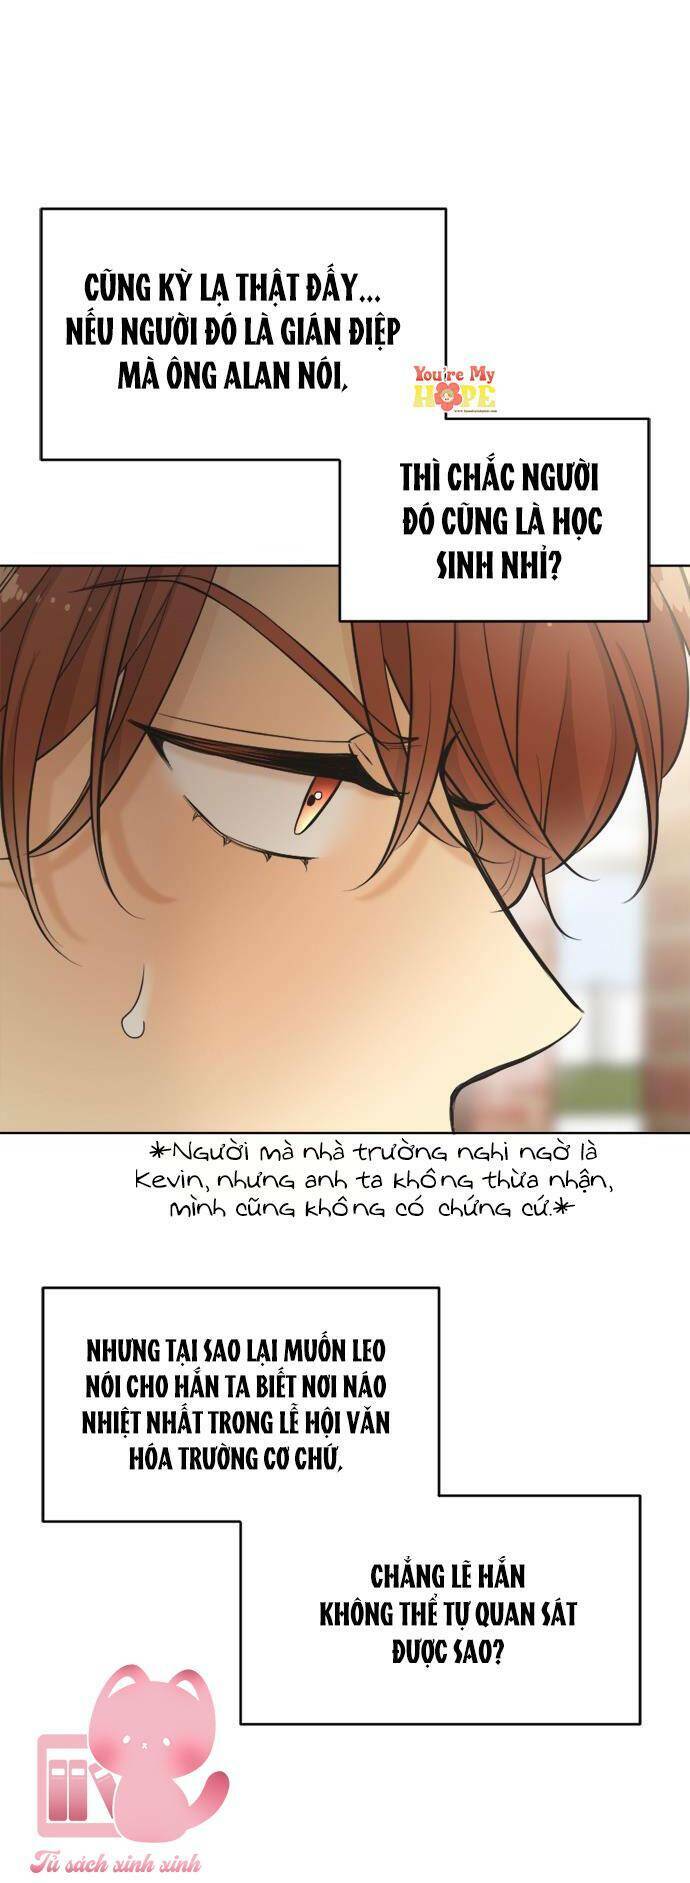 CŨNG KỲ LẠ THẬT ĐẤY...
NẾU NGƯỜI ĐÓ LÀ GIÁN ĐIỆP
MÀ ÔNG ALAN NÓI,
You're My
HOPE
THÌ CHẮC NGƯỜI
ĐÓ CŨNG LÀ HỌC
SINH NHỈ?
*Người mà nhà trường nghi ngờ là
Kevin, nhưng anh ta không thừa nhận,
mình cũng không có chứng cứ.*
NHƯNG TẠI SAO LẠI MUỐN LEO
NÓI CHO HẮN TA BIẾT NƠI NÁO
NHIỆT NHẤT TRONG LỄ HỘI VĂN
HÓA TRƯỜNG CƠ CHỨ,
CHẲNG LẼ HẮN
KHÔNG THỂ TỰ QUAN SÁT
ĐƯỢC SAO?
Tủ sách xinh xinh